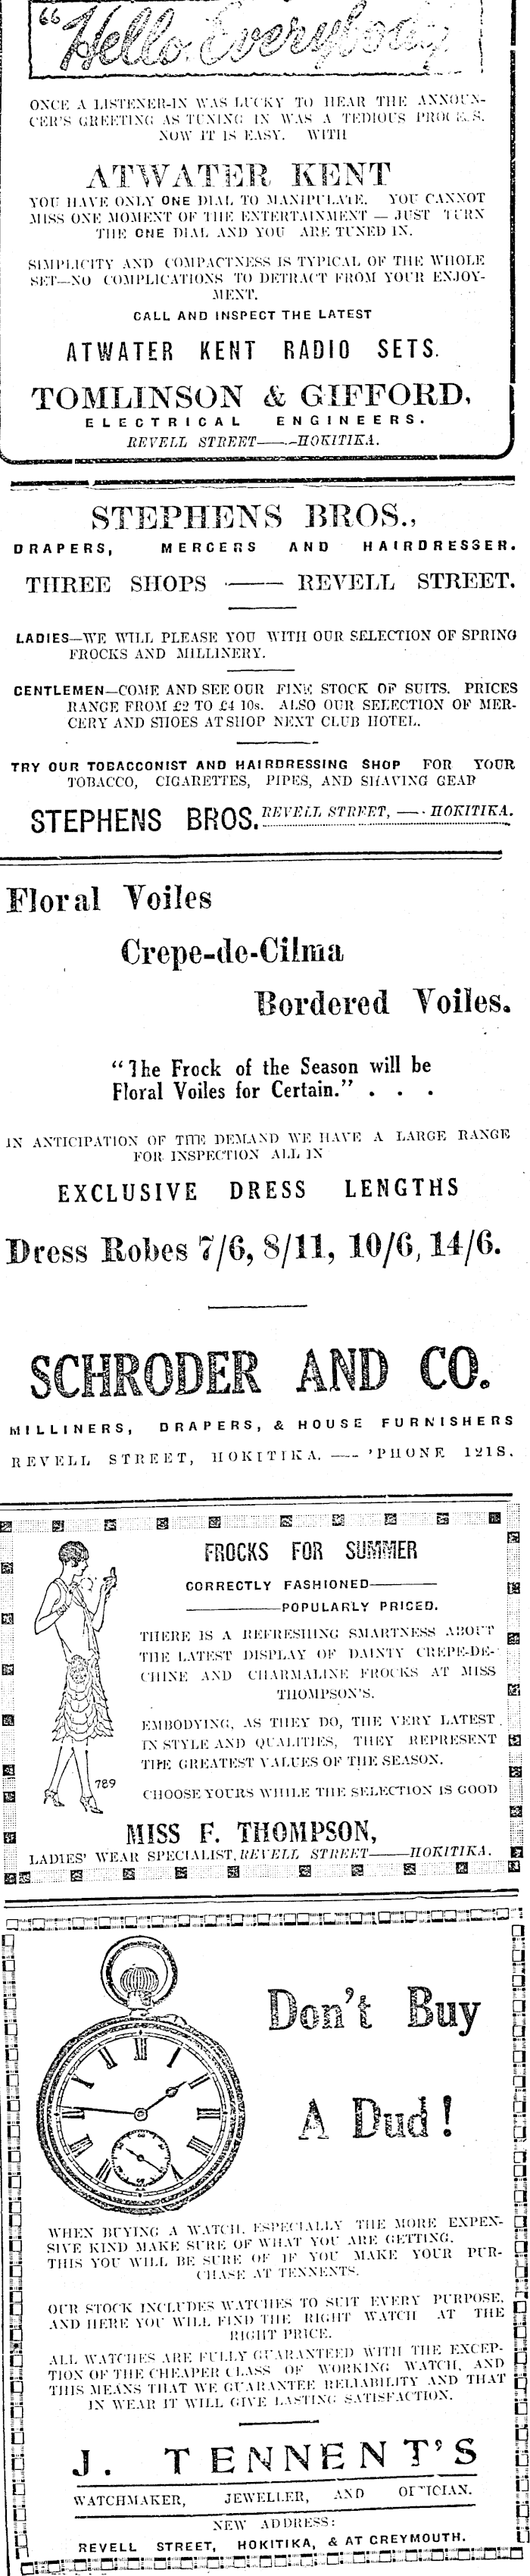 "Hello, Everybody
ONCE A LISTENER-IN WAS LUCKY TO HEAR THE ANNOUN-
CER'S GREETING AS TUNING IN WAS A TEDIOUS PROCESS.
NOW IT IS EASY. WITH
ATWATER KENT
YOU HAVE ONLY ONE DIAL TO MANIPULATE. YOU CANNOT
MISS ONE MOMENT OF THE ENTERTAINMENT — JUST TURN
THE ONE DIAL AND YOU ARE TUNED IN.
SIMPLICITY AND COMPACTNESS IS TYPICAL OF THE WHOLE
SET—NO COMPLICATIONS TO DETRACT FROM YOUR ENJOY-
MENT.
CALL AND INSPECT THE LATEST
ATWATER KENT RADIO SETS.
TOMLINSON & GIFFORD,
ELECTRICAL ENGINEERS.
REVELL STREET——HOKITIKA.
STEPHENS BROS.,
DRAPERS, MERCERS AND HAIRDRESSER.
THREE SHOPS —— REVELL STREET.
LADIES—WE WILL PLEASE YOU WITH OUR SELECTION OF SPRING
FROCKS AND MILLINERY.
GENTLEMEN—COME AND SEE OUR FINE STOCK OF SUITS. PRICES
RANGE FROM £2 TO £4 10s. ALSO OUR SELECTION OF MER-
CERY AND SHOES AT SHOP NEXT CLUB HOTEL.
TRY OUR TOBACCONIST AND HAIRDRESSING SHOP FOR YOUR
TOBACCO, CIGARETTES, PIPES, AND SHAVING GEAR
STEPHENS BROS. REVELL STREET, —— HOKITIKA.
Floral Voiles
Crepe-de-Cilma
Bordered Voiles.
"The Frock of the Season will be
Floral Voiles for Certain." . . .
IN ANTICIPATION OF THE DEMAND WE HAVE A LARGE RANGE
FOR INSPECTION ALL IN
EXCLUSIVE DRESS LENGTHS
Dress Robes 7/6, 8/11, 10/6, 14/6.
SCHRODER AND CO.
MILLINERS, DRAPERS, & HOUSE FURNISHERS
REVELL STREET, HOKITIKA. —— 'PHONE 121S.
FROCKS FOR SUMMER
CORRECTLY FASHIONED——
——POPULARLY PRICED.
THERE IS A REFRESHING SMARTNESS ABOUT
THE LATEST DISPLAY OF DAINTY CREPE-DE-
CHINE AND CHARMALINE FROCKS AT MISS
THOMPSON'S.
EMBODYING, AS THEY DO, THE VERY LATEST
IN STYLE AND QUALITIES, THEY REPRESENT
THE GREATEST VALUES OF THE SEASON.
789
CHOOSE YOURS WHILE THE SELECTION IS GOOD
MISS F. THOMPSON,
LADIES' WEAR SPECIALIST, REVELL STREET——HOKITIKA.
Don't Buy
A Dud!
WHEN BUYING A WATCH, ESPECIALLY THE MORE EXPEN-
SIVE KIND MAKE SURE OF WHAT YOU ARE GETTING.
THIS YOU WILL BE SURE OF IF YOU MAKE YOUR PUR-
CHASE AT TENNENTS.
OUR STOCK INCLUDES WATCHES TO SUIT EVERY PURPOSE,
AND HERE YOU WILL FIND THE RIGHT WATCH AT THE
RIGHT PRICE.
ALL WATCHES ARE FULLY GUARANTEED WITH THE EXCEP-
TION OF THE CHEAPER CLASS OF WORKING WATCH, AND
THIS MEANS THAT WE GUARANTEE RELIABILITY AND THAT
IN WEAR IT WILL GIVE LASTING SATISFACTION.
J. TENNENT'S
WATCHMAKER, JEWELLER, AND OPTICIAN.
NEW ADDRESS:
REVELL STREET, HOKITIKA, & AT GREYMOUTH.